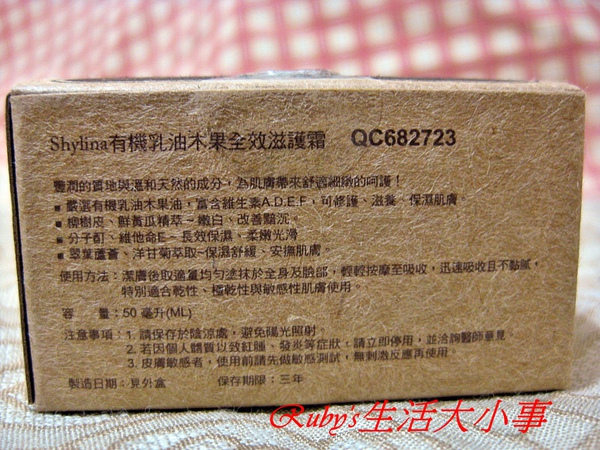 Shylina有機乳油木果全效滋護霜 QC682723
豐潤的質地與溫和天然的成分，為肌膚帶來舒適細緻的呵護！
■ 嚴選有機乳油木果油，富含維生素A.D.E.F，可修護、滋養、保濕肌膚
■ 柳樹皮、鮮黃瓜精萃－嫩白、改善黯沉。
■ 分子酊、維他命E－長效保濕、柔嫩光滑
■ 翠葉蘆薈、洋甘菊萃取~保濕舒緩、安撫肌膚。
使用方法：潔膚後取適量均勻塗抹於全身及臉部，輕輕按摩至吸收，迅速吸收且不黏膩，
特別適合乾性、極乾性與敏感性肌膚使用。
容 量：50 毫升(ML)
注意事項：1. 請保存於陰涼處，避免陽光照射。
2. 若因個人體質以致紅腫、發炎等症狀，請立即停用，並洽詢醫師意見
3. 皮膚敏感者，使用前請先做敏感測試，無刺激反應再使用。
製造日期：見外盒 保存期限：三年
Ruby's生活大小事